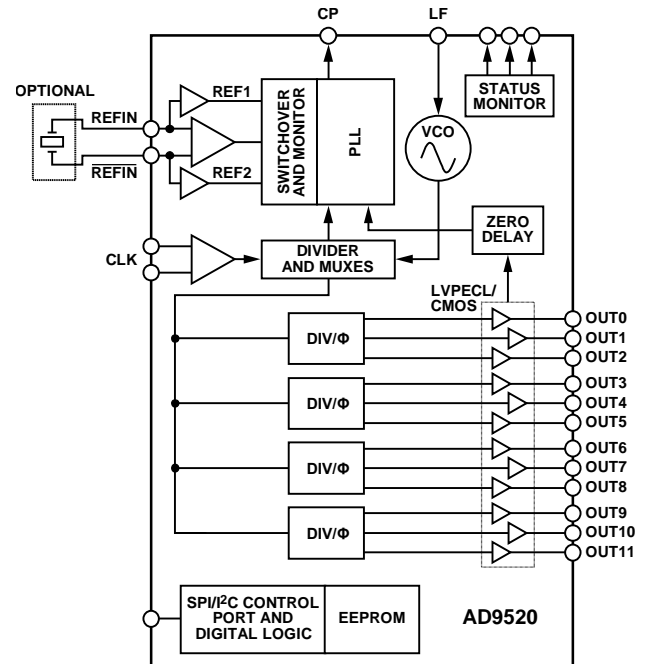 CP
LF
OPTIONAL
REFIN
REFIN
REF1
REF2
SWITCHOVER
AND MONITOR
PLL
VCO
STATUS
MONITOR
CLK
DIVIDER
AND MUXES
ZERO
DELAY
LVPECL/
CMOS
DIV/Φ
OUT0
OUT1
OUT2
DIV/Φ
OUT3
OUT4
OUT5
DIV/Φ
OUT6
OUT7
OUT8
DIV/Φ
OUT9
OUT10
OUT11
SPI/I²C CONTROL
PORT AND
DIGITAL LOGIC
EEPROM
AD9520